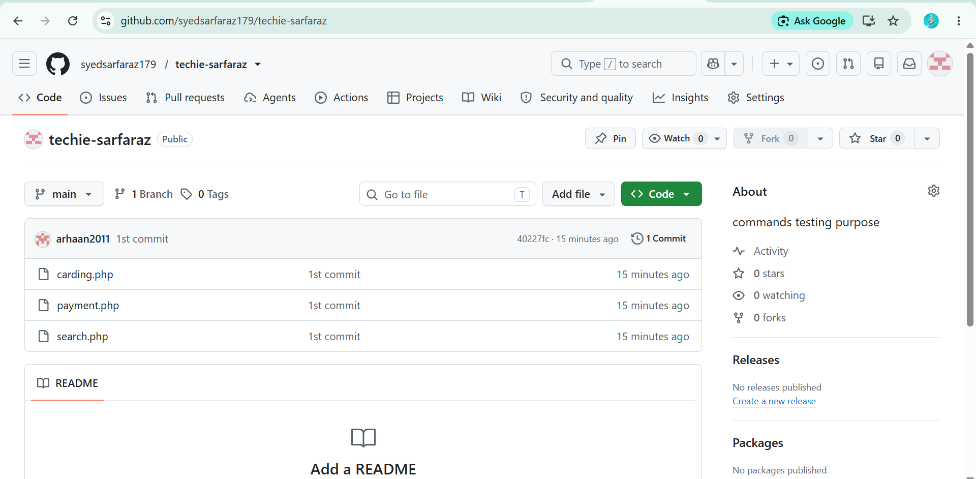 github.com/syedsarfaraz179/techie-sarfaraz Ask Google
syedsarfaraz179 / techie-sarfaraz Type / to search
Code Issues Pull requests Agents Actions Projects Wiki Security and quality Insights Settings
techie-sarfaraz Public Pin Watch 0 Fork 0 Star 0
main 1 Branch 0 Tags Go to file T Add file Code
arhaan2011 1st commit 40227fc · 15 minutes ago 1 Commit
carding.php 1st commit 15 minutes ago
payment.php 1st commit 15 minutes ago
search.php 1st commit 15 minutes ago
README
Add a README
About
commands testing purpose
Activity
0 stars
0 watching
0 forks
Releases
No releases published
Create a new release
Packages
No packages published